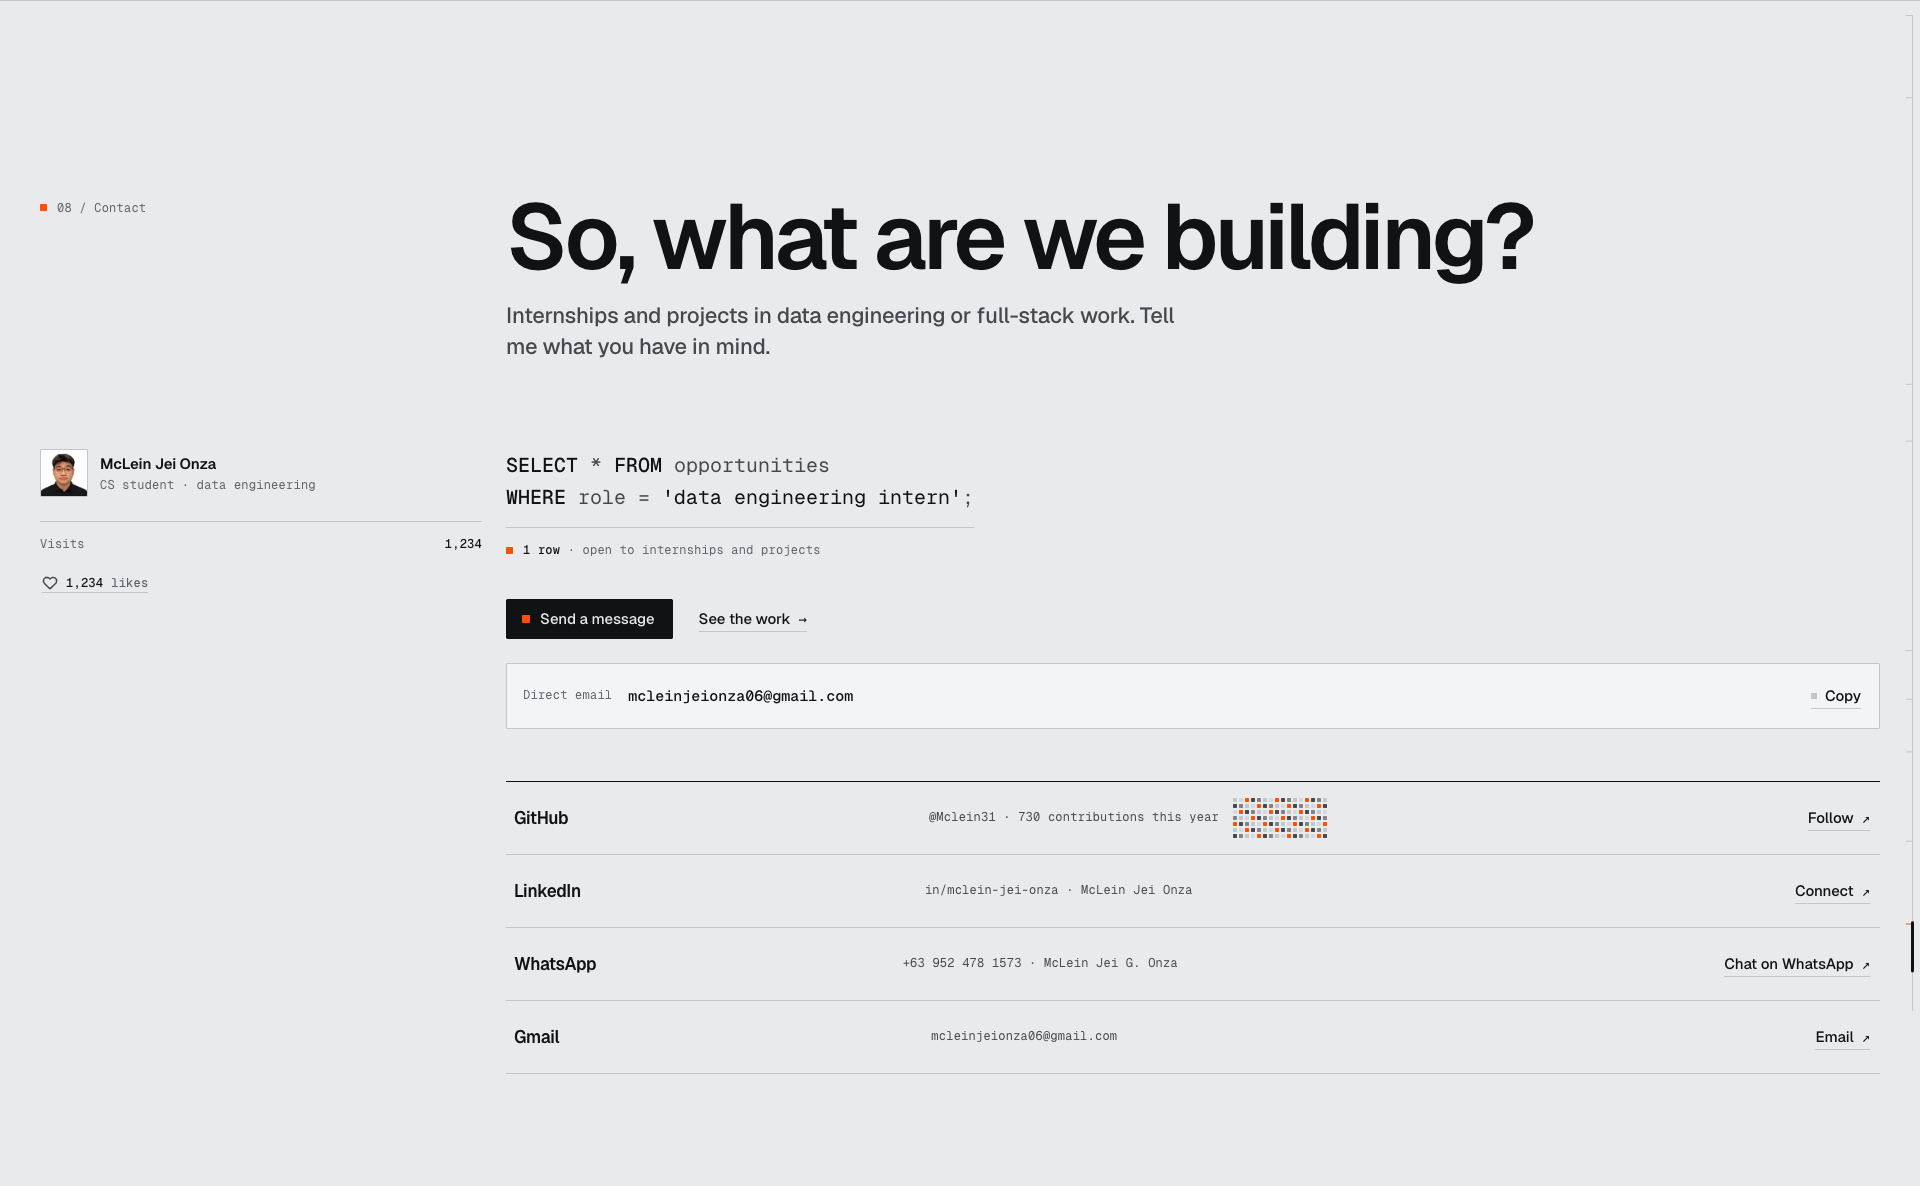 08 / Contact
So, what are we building?
Internships and projects in data engineering or full-stack work. Tell
me what you have in mind.
McLein Jei Onza
CS student · data engineering
Visits 1,234
1,234 likes
SELECT * FROM opportunities
WHERE role = 'data engineering intern';
1 row · open to internships and projects
Send a message See the work →
Direct email mcleinjeionza06@gmail.com Copy
GitHub @Mclein31 · 730 contributions this year Follow ↗
LinkedIn in/mclein-jei-onza · McLein Jei Onza Connect ↗
WhatsApp +63 952 478 1573 · McLein Jei G. Onza Chat on WhatsApp ↗
Gmail mcleinjeionza06@gmail.com Email ↗